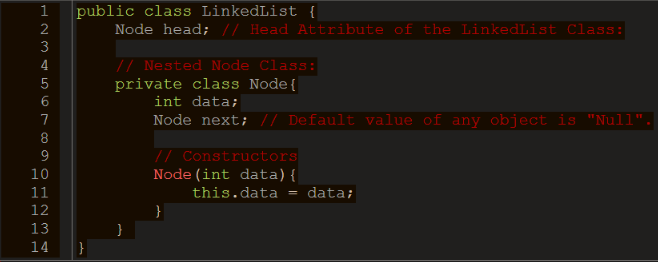 1 public class LinkedList {
2 Node head; // Head Attribute of the LinkedList Class:
3
4 // Nested Node Class:
5 private class Node{
6 int data;
7 Node next; // Default value of any object is "Null".
8
9 // Constructors
10 Node(int data){
11 this.data = data;
12 }
13 }
14 }